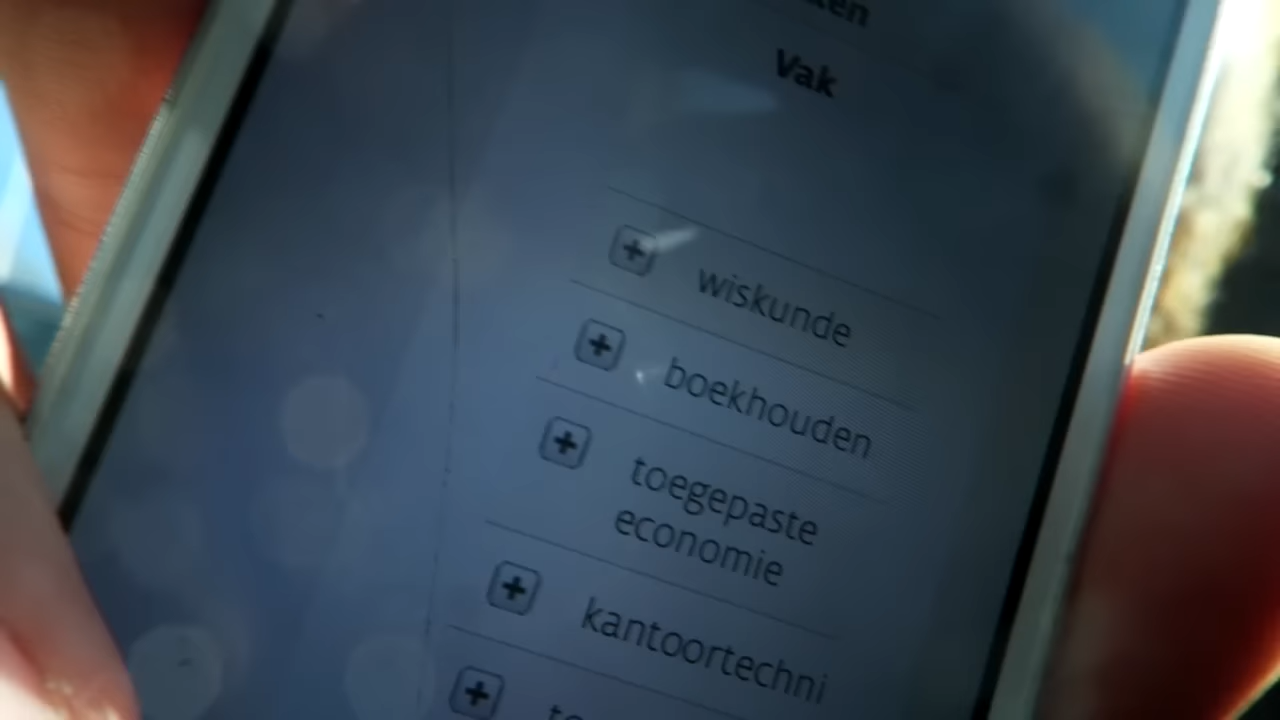 Vak
wiskunde
boekhouden
toegepaste
economie
kantoortechni